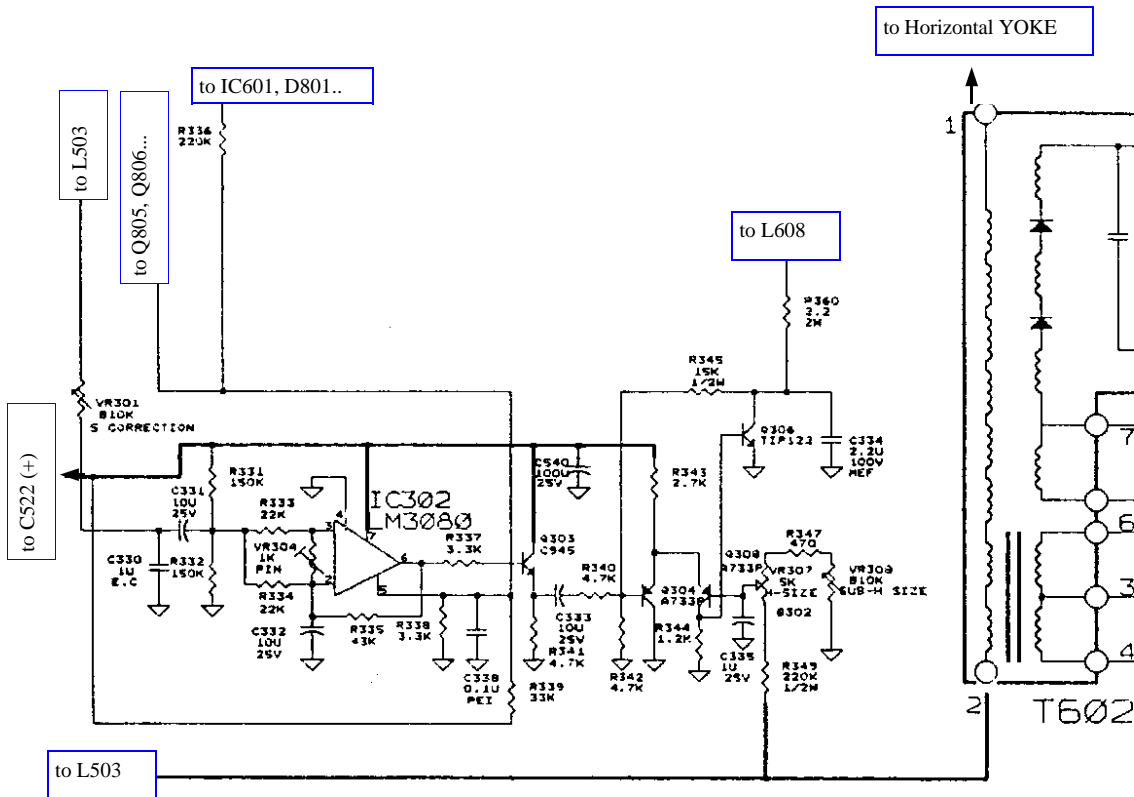 to Horizontal YOKE
to IC601, D801..
to L503
to Q805, Q806...
R336
220K
1
to L608
R360
2.2
2W
R345
15K
1/2W
VR301
B10K
S CORRECTION
Q306
TIP122
C334
2.2U
100V
MEF
7
to C522 (+)
R331
150K
C331
10U
25V
R333
22K
4
IC302
LM3080
C540
100U
25V
R343
2.7K
3
7
6
2
5
VR304
1K
PIN
R337
3.3K
Q303
C945
C330
1U
E.C
R332
150K
R334
22K
R340
4.7K
Q304
A733P
Q308
A733P
VR307
5K
H-SIZE
R347
470
VR308
B10K
SUB-H SIZE
Q302
6
3
C332
10U
25V
R335
43K
R338
3.3K
C333
10U
25V
R341
4.7K
R344
1.2K
C335
1U
25V
C338
0.1U
PEI
R339
33K
R342
4.7K
R349
220K
1/2W
4
2
T602
to L503